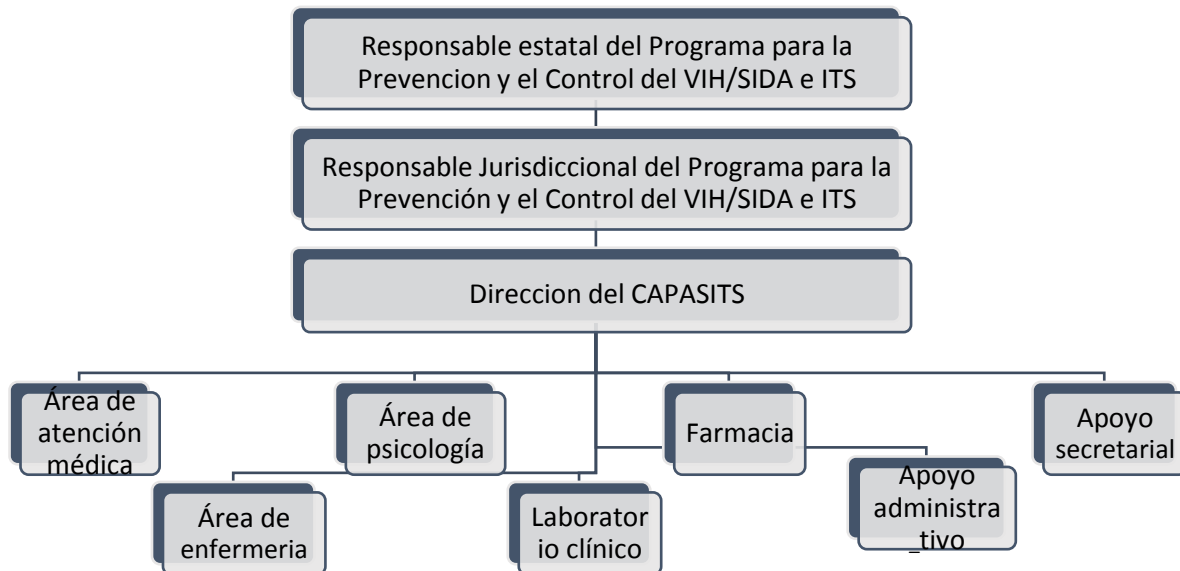 Responsable estatal del Programa para la
Prevencion y el Control del VIH/SIDA e ITS
Responsable Jurisdiccional del Programa para la
Prevención y el Control del VIH/SIDA e ITS
Direccion del CAPASITS
Área de
atención
médica
Área de
psicología
Farmacia
Apoyo
secretarial
Área de
enfermeria
Laborator
io clínico
Apoyo
administra
_tivo